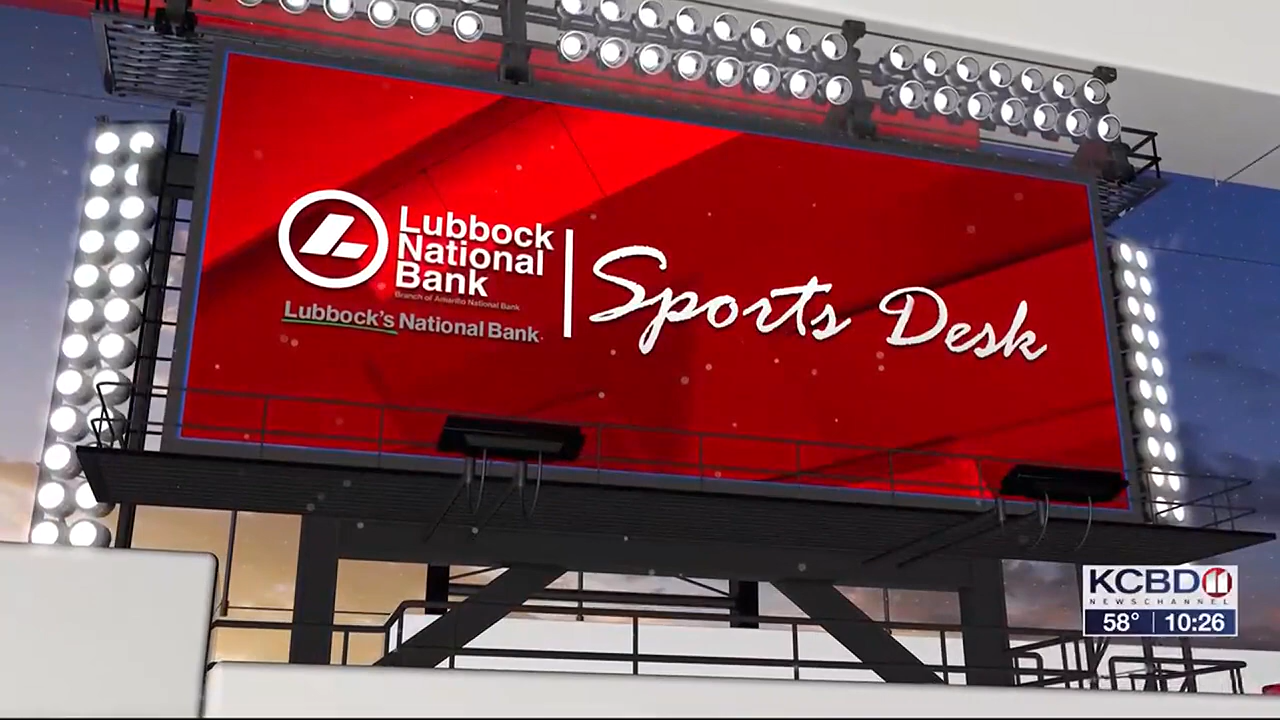 Lubbock
National
Bank
Branch of Amarillo National Bank
Lubbock's National Bank
Sports Desk
KCBD 11
NEWSCHANNEL
58° 10:26